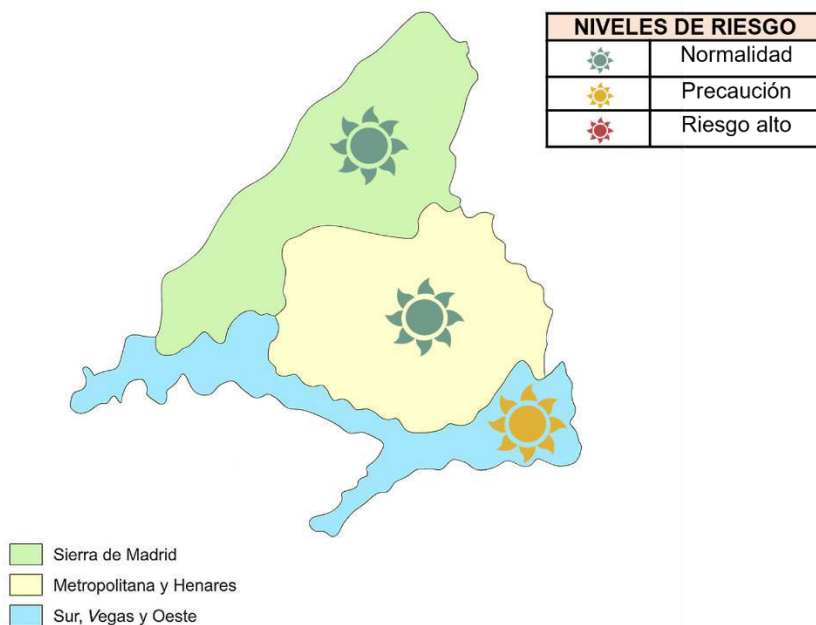 NIVELES DE RIESGO
Normalidad
Precaución
Riesgo alto
Sierra de Madrid
Metropolitana y Henares
Sur, Vegas y Oeste